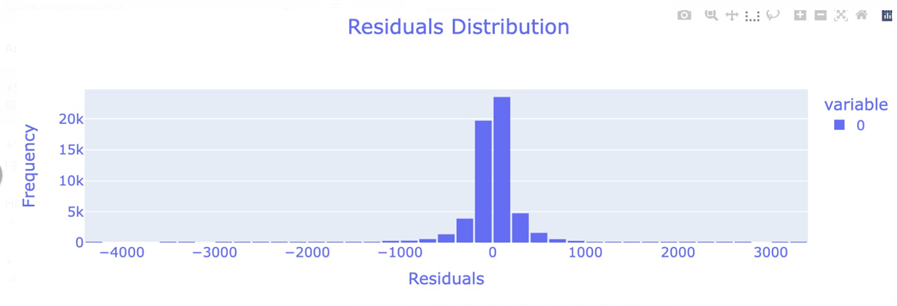 Residuals Distribution
variable
0
Frequency
20k
15k
10k
5k
0
−4000 −3000 −2000 −1000 0 1000 2000 3000
Residuals